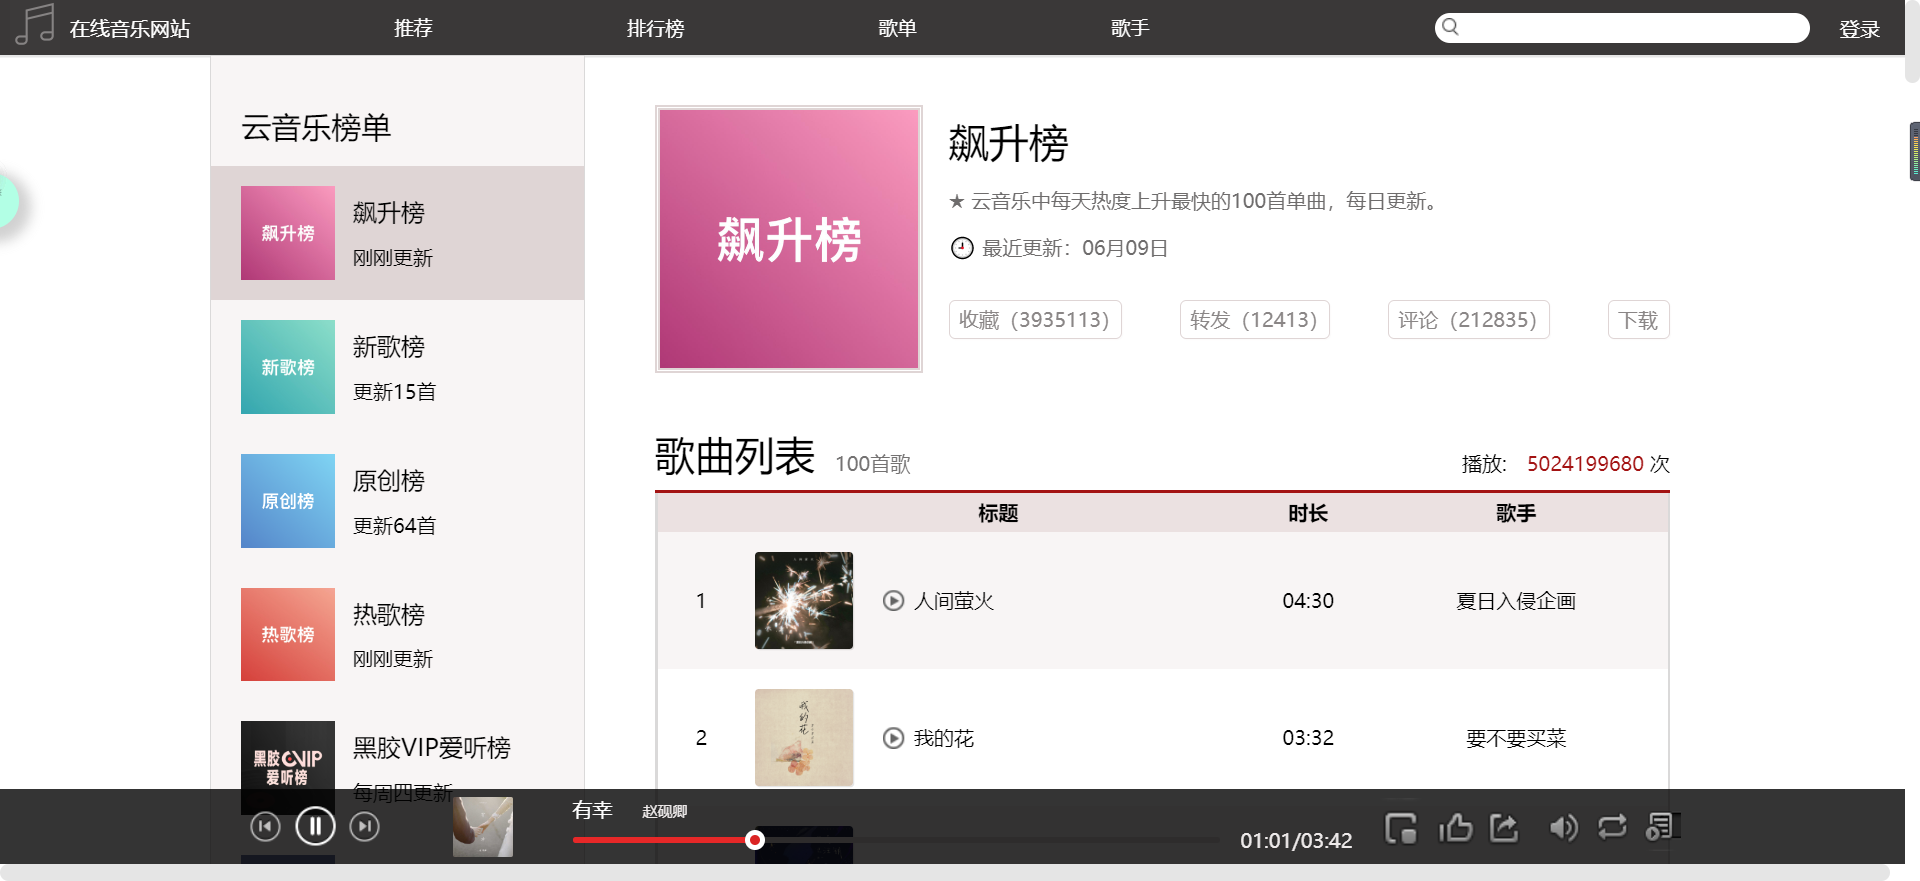 在线音乐网站 推荐 排行榜 歌单 歌手 登录
云音乐榜单
飙升榜
飙升榜
刚刚更新
新歌榜
新歌榜
更新15首
原创榜
原创榜
更新64首
热歌榜
热歌榜
刚刚更新
黑胶VIP
爱听榜
黑胶VIP爱听榜
每周四更新
飙升榜
飙升榜
★ 云音乐中每天热度上升最快的100首单曲，每日更新。
最近更新：06月09日
收藏（3935113） 转发（12413） 评论（212835） 下载
歌曲列表 100首歌 播放: 5024199680 次
标题 时长 歌手
1 人间萤火 04:30 夏日入侵企画
我的花
2 我的花 03:32 要不要买菜
有幸 赵砚卿
01:01/03:42